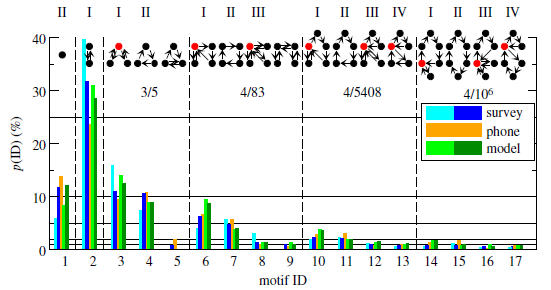 II I I II I II III I II III IV I II III IV
40
30
20
10
0
p(ID) (%)
3/5 4/83 4/5408 4/10⁶
survey
phone
model
1 2 3 4 5 6 7 8 9 10 11 12 13 14 15 16 17
motif ID